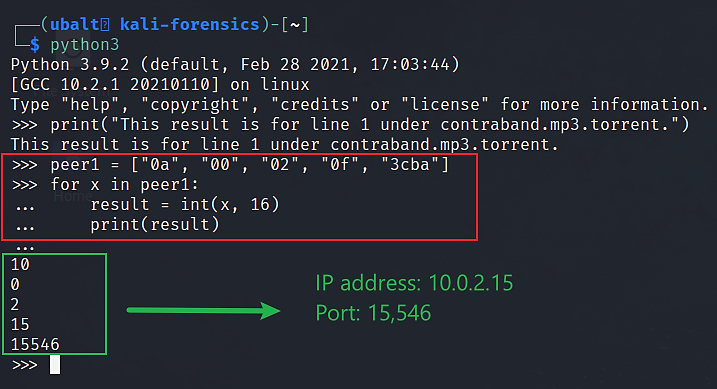 (ubalt㉿ kali-forensics)-[~]
$ python3
Python 3.9.2 (default, Feb 28 2021, 17:03:44)
[GCC 10.2.1 20210110] on linux
Type "help", "copyright", "credits" or "license" for more information.
>>> print("This result is for line 1 under contraband.mp3.torrent.")
This result is for line 1 under contraband.mp3.torrent.
>>> peer1 = ["0a", "00", "02", "0f", "3cba"]
>>> for x in peer1:
...     result = int(x, 16)
...     print(result)
...
10
0
2
15
15546
>>>
IP address: 10.0.2.15
Port: 15,546